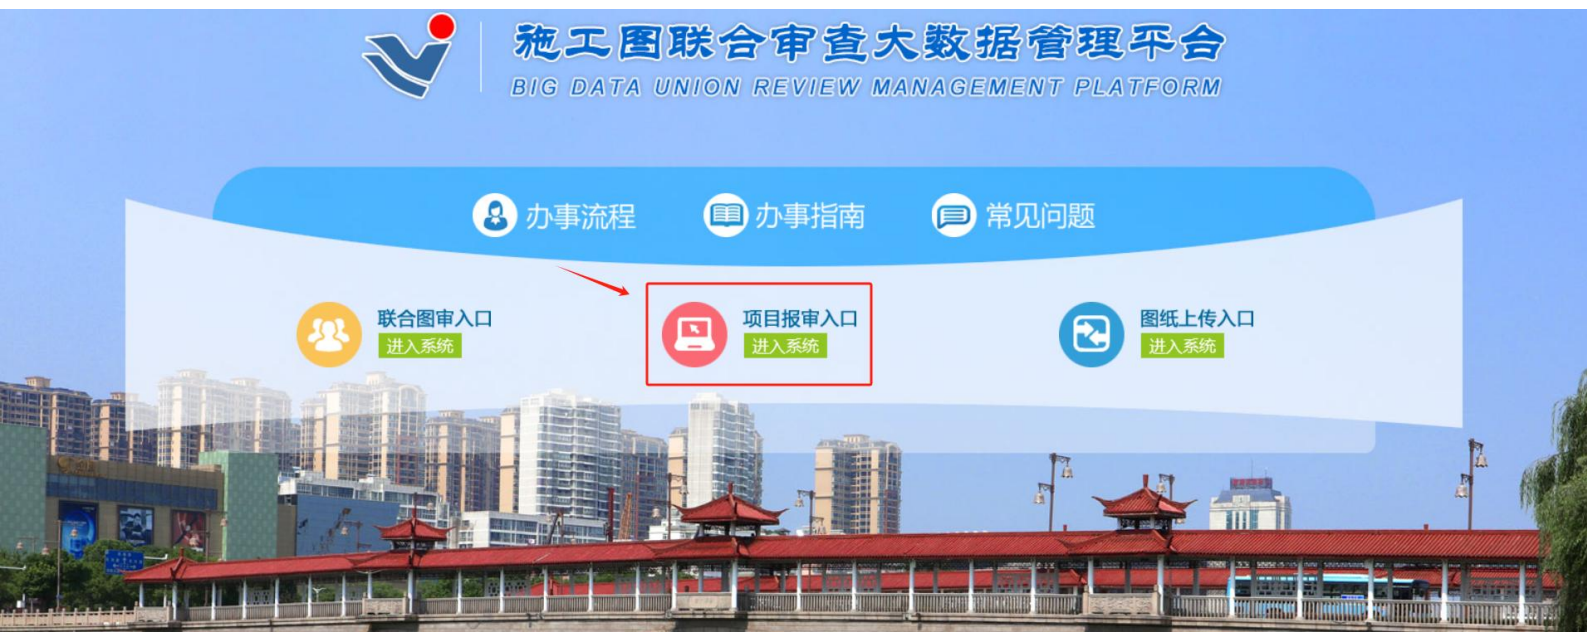 施工图联合审查大数据管理平台
BIG DATA UNION REVIEW MANAGEMENT PLATFORM
办事流程
办事指南
常见问题
联合图审入口
进入系统
项目报审入口
进入系统
图纸上传入口
进入系统